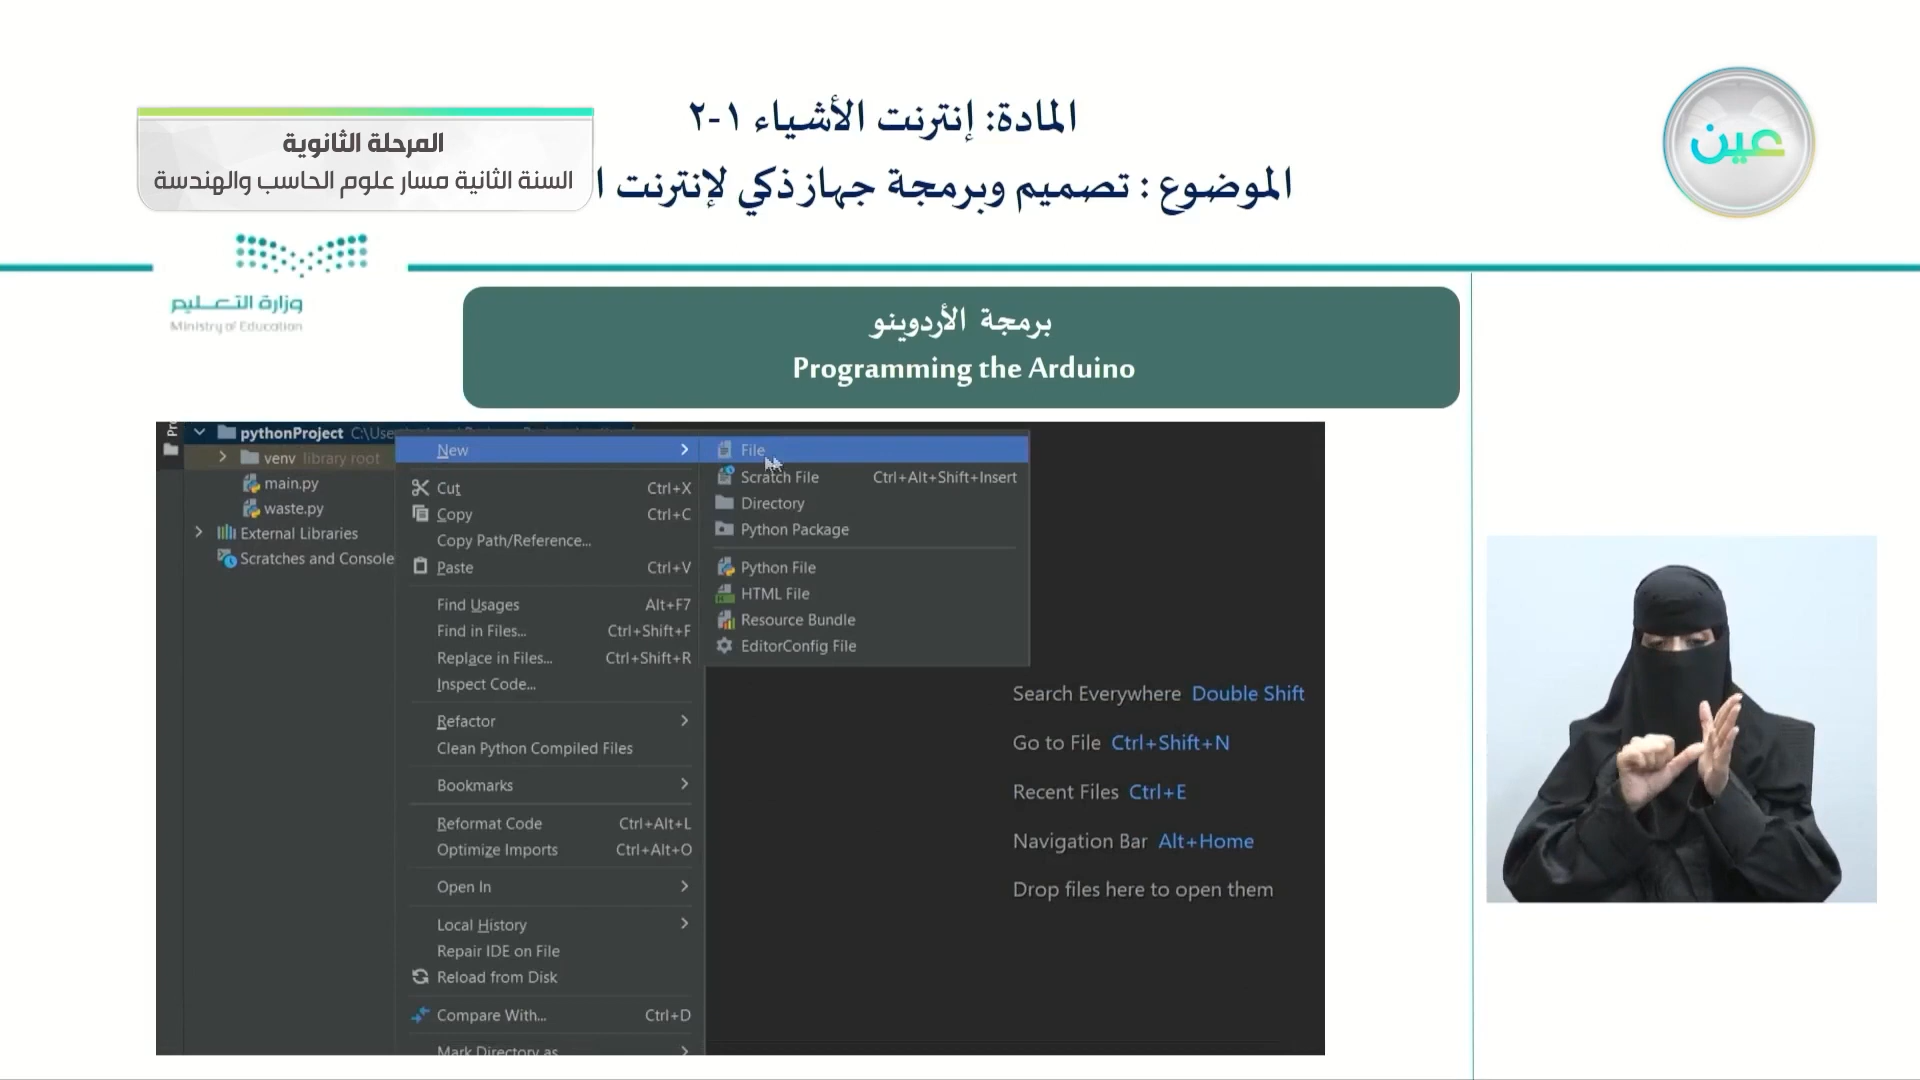 المادة: إنترنت الأشياء ١-٢
الموضوع : تصميم وبرمجة جهاز ذكي لإنترنت ا
المرحلة الثانوية
السنة الثانية مسار علوم الحاسب والهندسة
عين
وزارة التعليم
Ministry of Education
برمجة الأردوينو
Programming the Arduino
pythonProject C:\Use
venv library root
main.py
waste.py
External Libraries
Scratches and Console
New
Cut Ctrl+X
Copy Ctrl+C
Copy Path/Reference...
Paste Ctrl+V
Find Usages Alt+F7
Find in Files... Ctrl+Shift+F
Replace in Files... Ctrl+Shift+R
Inspect Code...
Refactor
Clean Python Compiled Files
Bookmarks
Reformat Code Ctrl+Alt+L
Optimize Imports Ctrl+Alt+O
Open In
Local History
Repair IDE on File
Reload from Disk
Compare With... Ctrl+D
Mark Directory as
File
Scratch File Ctrl+Alt+Shift+Insert
Directory
Python Package
Python File
HTML File
Resource Bundle
EditorConfig File
Search Everywhere Double Shift
Go to File Ctrl+Shift+N
Recent Files Ctrl+E
Navigation Bar Alt+Home
Drop files here to open them